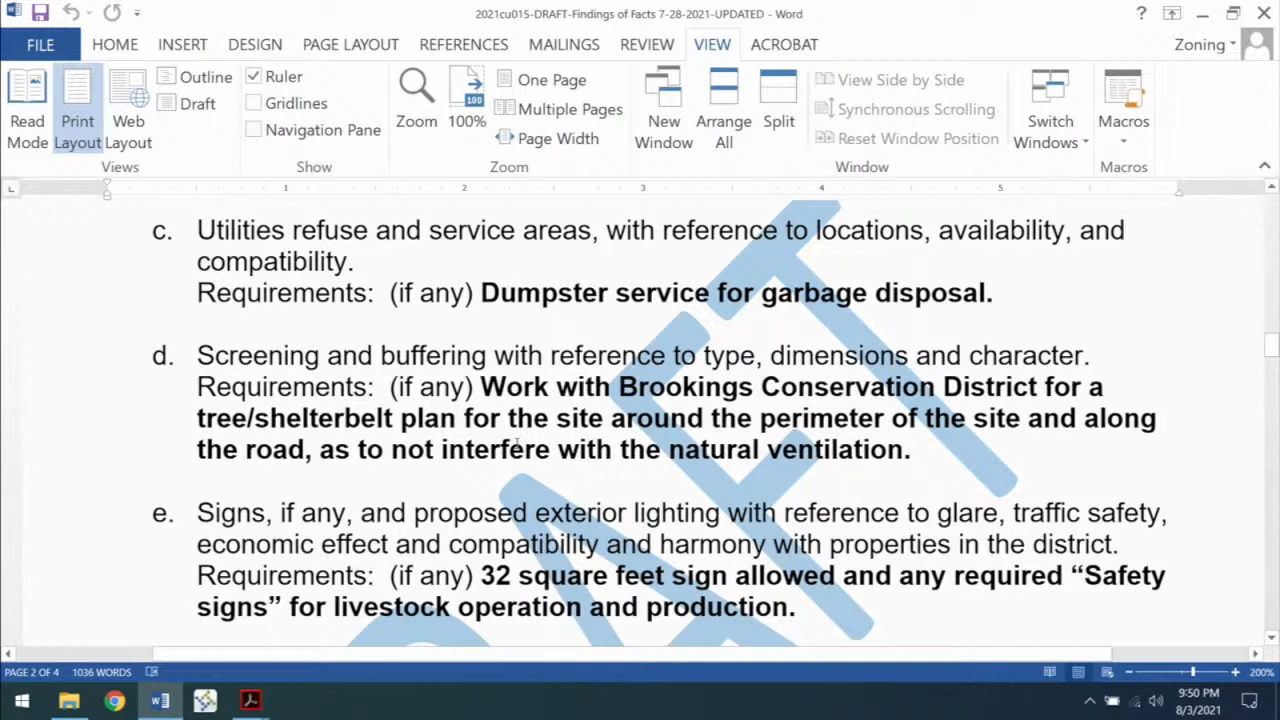 2021cu015-DRAFT-Findings of Facts 7-28-2021-UPDATED - Word
FILE HOME INSERT DESIGN PAGE LAYOUT REFERENCES MAILINGS REVIEW VIEW ACROBAT Zoning
Read Mode
Print Layout
Web Layout
Outline
Draft
Views
Ruler
Gridlines
Navigation Pane
Show
Zoom
100
100%
One Page
Multiple Pages
Page Width
Zoom
New Window
Arrange All
Split
View Side by Side
Synchronous Scrolling
Reset Window Position
Switch Windows
Window
Macros
Macros
1 2 3 4 5
c. Utilities refuse and service areas, with reference to locations, availability, and
compatibility.
Requirements: (if any) Dumpster service for garbage disposal.
d. Screening and buffering with reference to type, dimensions and character.
Requirements: (if any) Work with Brookings Conservation District for a
tree/shelterbelt plan for the site around the perimeter of the site and along
the road, as to not interfere with the natural ventilation.
e. Signs, if any, and proposed exterior lighting with reference to glare, traffic safety,
economic effect and compatibility and harmony with properties in the district.
Requirements: (if any) 32 square feet sign allowed and any required “Safety
signs” for livestock operation and production.
DRAFT
PAGE 2 OF 4 1036 WORDS 200%
9:50 PM
8/3/2021